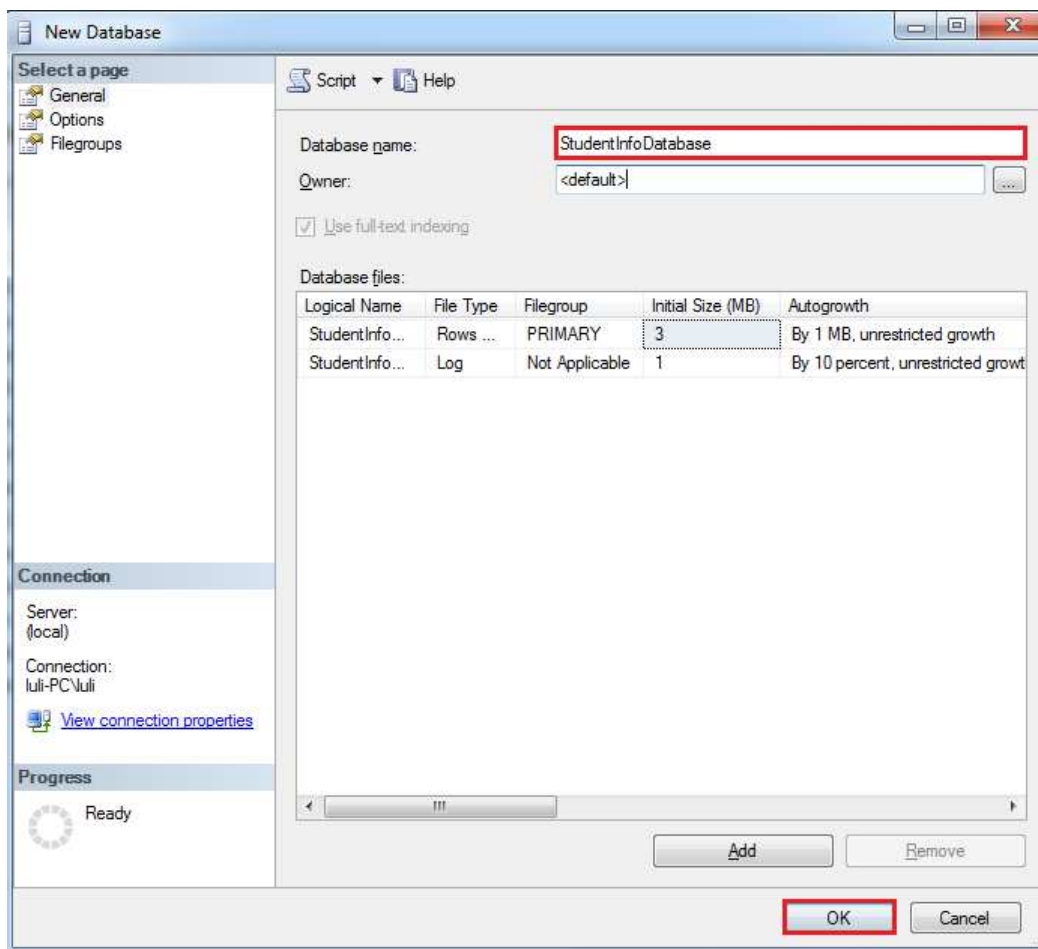 New Database
Select a page
General
Options
Filegroups
Script Help
Database name: StudentInfoDatabase
Owner: <default>
...
Use full-text indexing
Database files:
Logical Name File Type Filegroup Initial Size (MB) Autogrowth
StudentInfo... Rows ... PRIMARY 3 By 1 MB, unrestricted growth
StudentInfo... Log Not Applicable 1 By 10 percent, unrestricted growt
Connection
Server:
(local)
Connection:
luli-PC\luli
View connection properties
Progress
Ready
Add Remove
OK Cancel